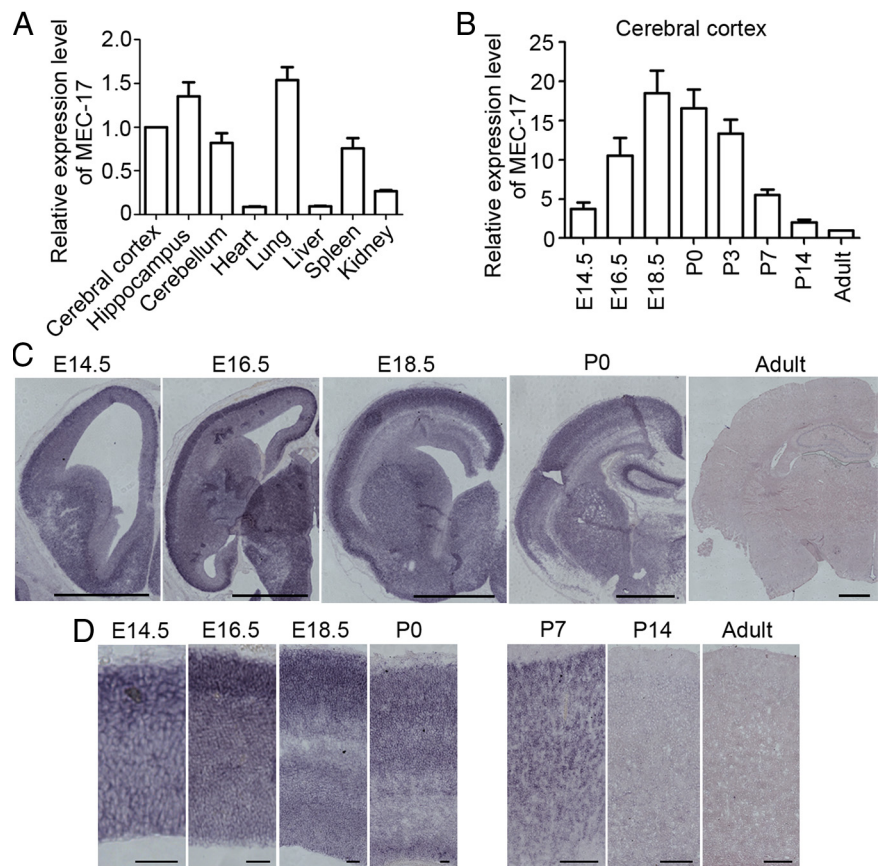 A
Relative expression level
of MEC-17
2.0
1.5
1.0
0.5
0
Cerebral cortex
Hippocampus
Cerebellum
Heart
Lung
Liver
Spleen
Kidney
B
Cerebral cortex
Relative expression level
of MEC-17
25
20
15
10
5
0
E14.5
E16.5
E18.5
P0
P3
P7
P14
Adult
C
E14.5 E16.5 E18.5 P0 Adult
D
E14.5 E16.5 E18.5 P0 P7 P14 Adult